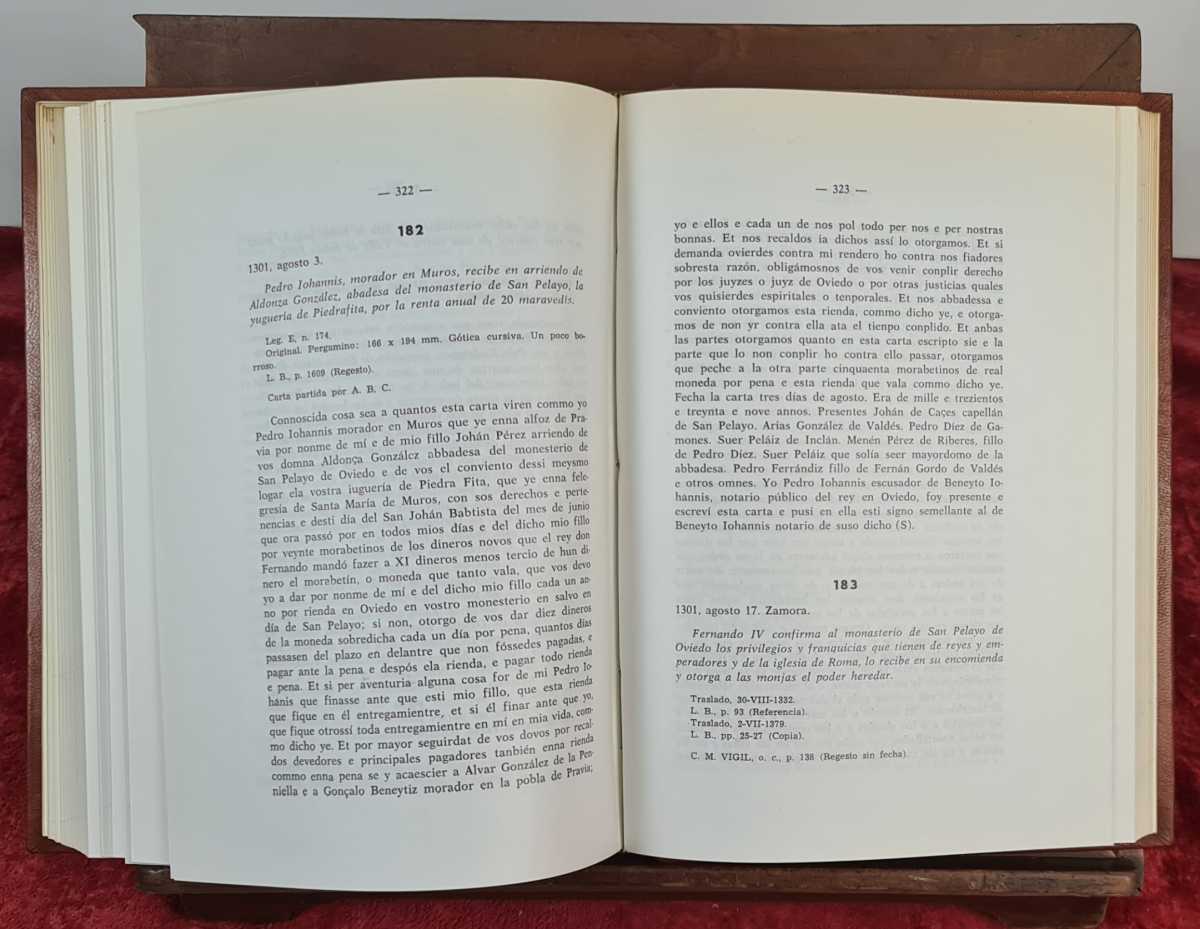 — 322 —
182
1301, agosto 3.
Pedro Iohannis, morador en Muros, recibe en arriendo de
Aldonza González, abadesa del monasterio de San Pelayo, la
yuguería de Piedrafita, por la renta anual de 20 maravedís.
Leg. E, n. 174.
Original. Pergamino: 166 x 194 mm. Gótica cursiva. Un poco bo-
rroso.
L. B., p. 1609 (Regesto).
Carta partida por A. B. C.
Connoscida cosa sea a quantos esta carta viren commo yo
Pedro Iohannis morador en Muros que ye enna alfoz de Pra-
via por nonme de mí e de mio fillo Johán Pérez arriendo de
vos domna Aldonça González abbadesa del monesterio de
San Pelayo de Oviedo e de vos el conviento dessi meysmo
logar ela vostra iuguería de Piedra Fita, que ye enna fele-
gresía de Santa María de Muros, con sos derechos e perte-
nencias e desti día del San Johán Babtista del mes de junio
que ora passó por en todos mios días e del dicho mio fillo
por veynte morabetinos de los dineros novos que el rey don
Fernando mandó fazer a XI dineros menos tercio de hun di-
nero el morabetín, o moneda que tanto vala, que vos devo
yo a dar por nonme de mí e del dicho mio fillo cada un an-
no por rienda en Oviedo en vostro monesterio en salvo en
día de San Pelayo; si non, otorgo de vos dar diez dineros
de la moneda sobredicha cada un día por pena, quantos días
passasen del plazo en delantre que non fóssedes pagadas, e
pagar ante la pena e despós ela rienda, e pagar todo rienda
e pena. Et si per aventuria alguna cosa for de mi Pedro Io-
hánis que finasse ante que esti mio fillo, que esta rienda
que fique en él entregamientre, et si él finar ante que yo,
que fique otrossí toda entregamientre en mí en mia vida, com-
mo dicho ye. Et por mayor seguirdat de vos dovos por recal-
dos devedores e principales pagadores tanbién enna rienda
commo enna pena se y acaescier a Alvar González de la Pen-
niella e a Gonçalo Beneytiz morador en la pobla de Pravia;
— 323 —
yo e ellos e cada un de nos pol todo per nos e per nostras
bonnas. Et nos recaldos ia dichos assí lo otorgamos. Et si
demanda ovierdes contra mi rendero ho contra nos fiadores
sobresta razón, obligámosnos de vos venir conplir derecho
por los juyzes o juyz de Oviedo o por otras justicias quales
vos quisierdes espiritales o tenporales. Et nos abbadessa e
conviento otorgamos esta rienda, commo dicho ye, e otorga-
mos de non yr contra ella ata el tienpo conplido. Et anbas
las partes otorgamos quanto en esta carta escripto sie e la
parte que lo non conplir ho contra ello passar, otorgamos
que peche a la otra parte cinquaenta morabetinos de real
moneda por pena e esta rienda que vala commo dicho ye.
Fecha la carta tres días de agosto. Era de mille e trezientos
e treynta e nove annos. Presentes Johán de Caçes capellán
de San Pelayo. Arias González de Valdés. Pedro Díez de Ga-
mones. Suer Peláiz de Inclán. Menén Pérez de Riberes, fillo
de Pedro Díez. Suer Peláiz que solía seer mayordomo de la
abbadesa. Pedro Ferrándiz fillo de Fernán Gordo de Valdés
e otros omnes. Yo Pedro Iohannis escusador de Beneyto Io-
hánnis, notario público del rey en Oviedo, foy presente e
escreví esta carta e pusi en ella esti signo semellante al de
Beneyto Iohannis notario de suso dicho (S).
183
1301, agosto 17. Zamora.
Fernando IV confirma al monasterio de San Pelayo de
Oviedo los privilegios y franquicias que tienen de reyes y em-
peradores y de la iglesia de Roma, lo recibe en su encomienda
y otorga a las monjas el poder heredar.
Traslado, 30-VIII-1332.
L. B., p. 93 (Referencia).
Traslado, 2-VII-1379.
L. B., pp. 25-27 (Copia).
C. M. VIGIL, o. c., p. 138 (Regesto sin fecha).